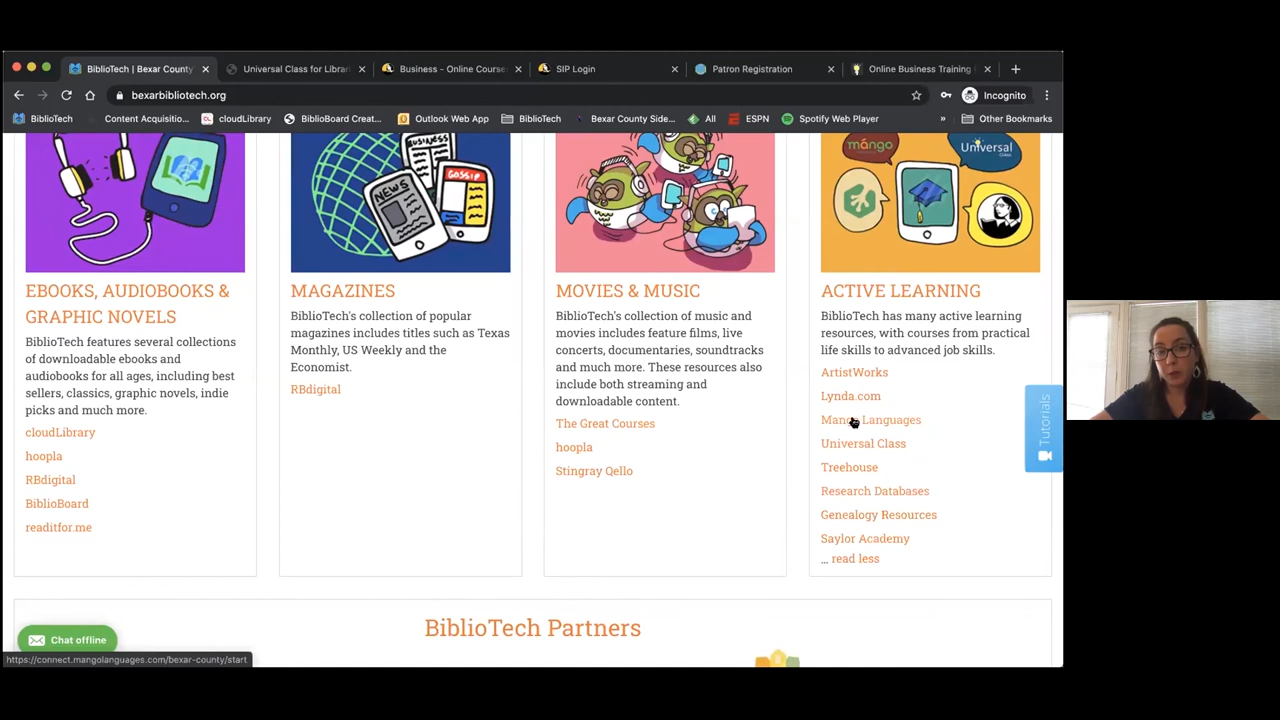 BiblioTech | Bexar County
Universal Class for Librar
Business - Online Course
SIP Login
Patron Registration
Online Business Training
bexarbibliotech.org
Incognito
BiblioTech
Content Acquisitio...
cloudLibrary
BiblioBoard Creat...
Outlook Web App
BiblioTech
Bexar County Side...
All
ESPN
Spotify Web Player
»
Other Bookmarks
NEWS
BUSINESS
GOSSIP
mango
Universal
CLASS
EBOOKS, AUDIOBOOKS &
GRAPHIC NOVELS
BiblioTech features several collections
of downloadable ebooks and
audiobooks for all ages, including best
sellers, classics, graphic novels, indie
picks and much more.
cloudLibrary
hoopla
RBdigital
BiblioBoard
readitfor.me
MAGAZINES
BiblioTech's collection of popular
magazines includes titles such as Texas
Monthly, US Weekly and the
Economist.
RBdigital
MOVIES & MUSIC
BiblioTech's collection of music and
movies includes feature films, live
concerts, documentaries, soundtracks
and much more. These resources also
include both streaming and
downloadable content.
The Great Courses
hoopla
Stingray Qello
ACTIVE LEARNING
BiblioTech has many active learning
resources, with courses from practical
life skills to advanced job skills.
ArtistWorks
Lynda.com
Mango Languages
Universal Class
Treehouse
Research Databases
Genealogy Resources
Saylor Academy
... read less
Tutorials
BiblioTech Partners
Chat offline
https://connect.mangolanguages.com/bexar-county/start